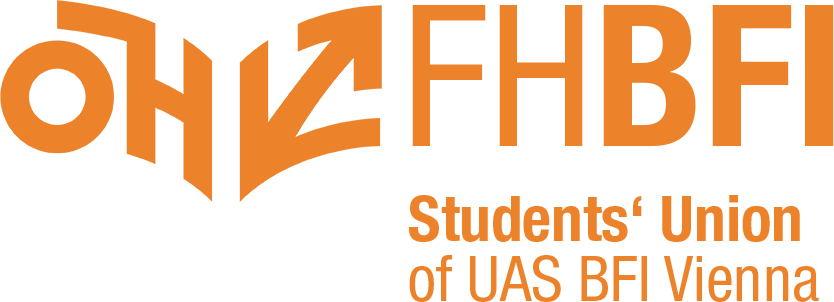 ÖH FHBFI
Students‘ Union
of UAS BFI Vienna